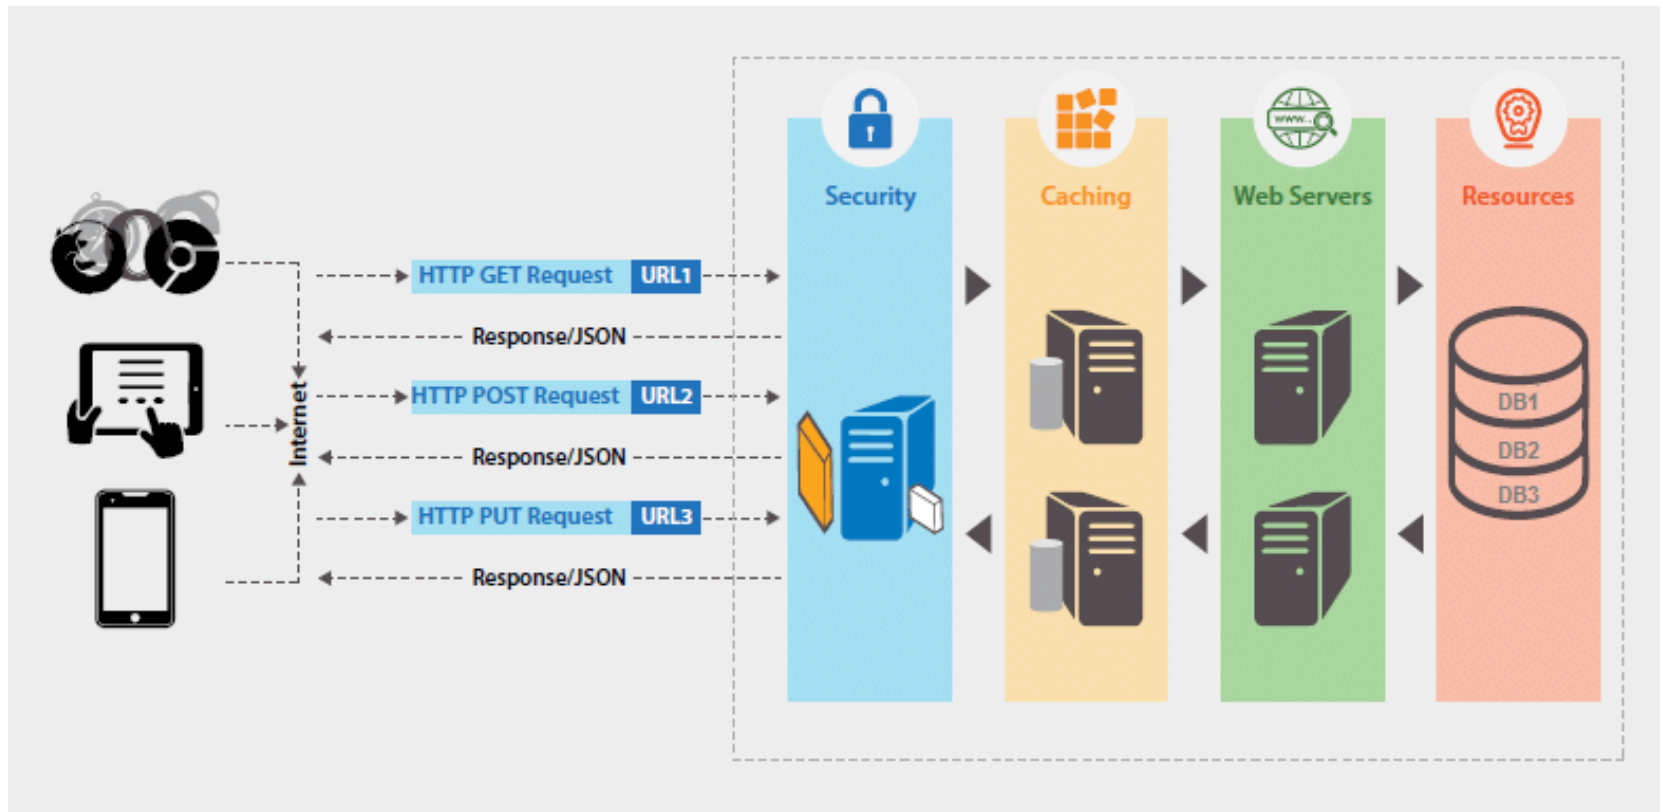 Security
Caching
Web Servers
Resources
www..
HTTP GET Request URL1
Response/JSON
HTTP POST Request URL2
Response/JSON
HTTP PUT Request URL3
Response/JSON
Internet
DB1
DB2
DB3